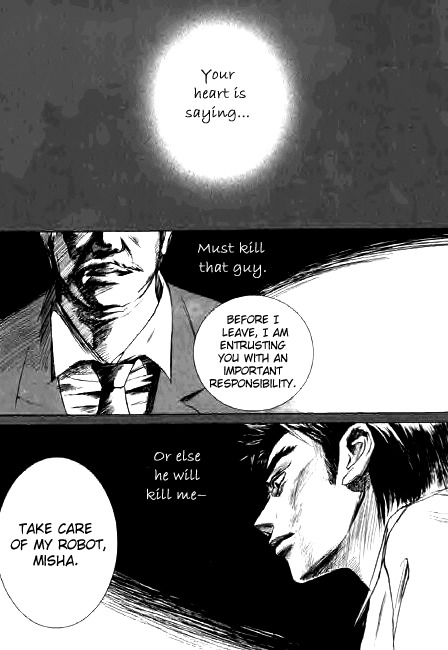 Your
heart is
saying...
Must kill
that guy.
BEFORE I
LEAVE, I AM
ENTRUSTING
YOU WITH AN
IMPORTANT
RESPONSIBILITY.
Or else
he will
kill me–
TAKE CARE
OF MY ROBOT,
MISHA.